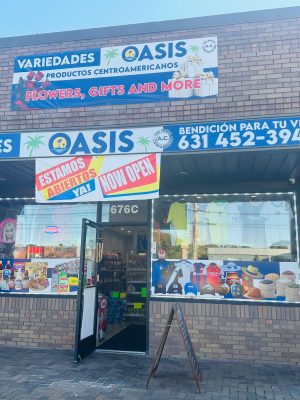 VARIEDADES OASIS
PRODUCTOS CENTROAMERICANOS
FLOWERS, GIFTS AND MORE
A.C.
OASIS
A.C.
BENDICIÓN PARA TU
631 452-394
ESTAMOS
ABIERTOS
YA!
NOW OPEN
676C